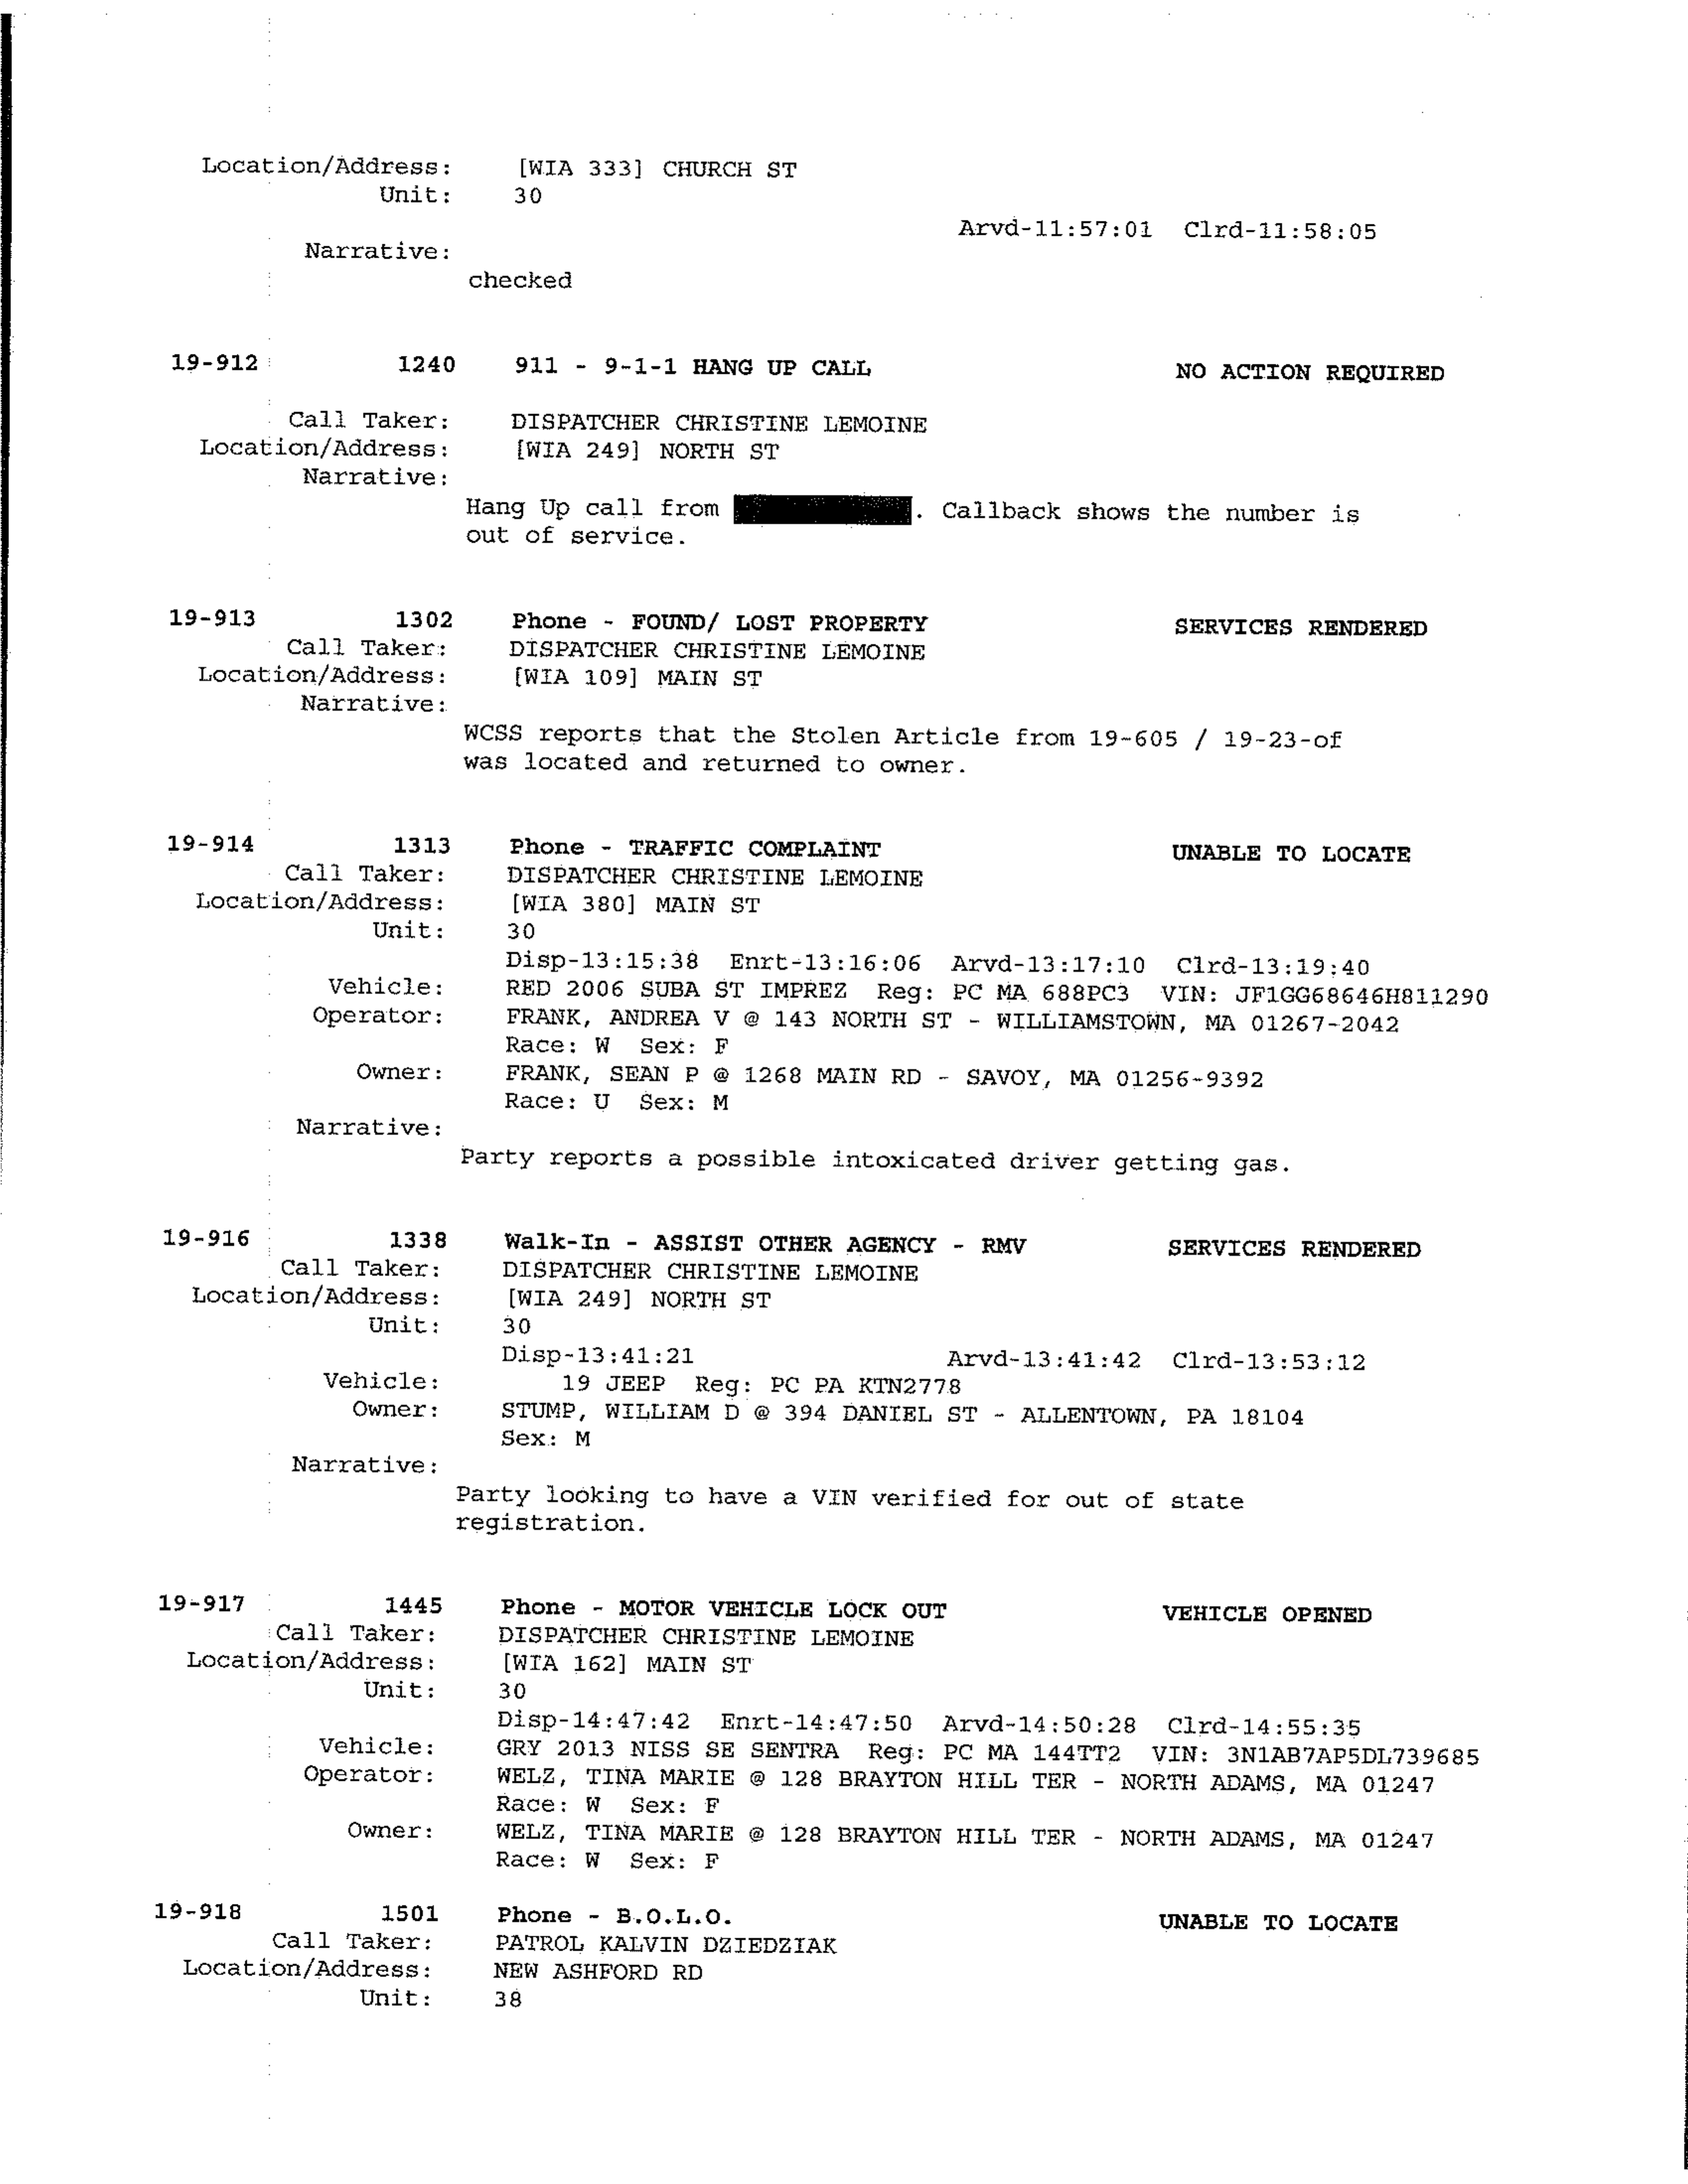 Location/Address: [WIA 333] CHURCH ST
Unit: 30
Arvd-11:57:01 Clrd-11:58:05
Narrative:
checked
19-912 1240 911 - 9-1-1 HANG UP CALL NO ACTION REQUIRED
Call Taker: DISPATCHER CHRISTINE LEMOINE
Location/Address: [WIA 249] NORTH ST
Narrative:
Hang Up call from . Callback shows the number is
out of service.
19-913 1302 Phone - FOUND/ LOST PROPERTY SERVICES RENDERED
Call Taker: DISPATCHER CHRISTINE LEMOINE
Location/Address: [WIA 109] MAIN ST
Narrative:
WCSS reports that the Stolen Article from 19-605 / 19-23-of
was located and returned to owner.
19-914 1313 Phone - TRAFFIC COMPLAINT UNABLE TO LOCATE
Call Taker: DISPATCHER CHRISTINE LEMOINE
Location/Address: [WIA 380] MAIN ST
Unit: 30
Disp-13:15:38 Enrt-13:16:06 Arvd-13:17:10 Clrd-13:19:40
Vehicle: RED 2006 SUBA ST IMPREZ Reg: PC MA 688PC3 VIN: JF1GG68646H811290
Operator: FRANK, ANDREA V @ 143 NORTH ST - WILLIAMSTOWN, MA 01267-2042
Race: W Sex: F
Owner: FRANK, SEAN P @ 1268 MAIN RD - SAVOY, MA 01256-9392
Race: U Sex: M
Narrative:
Party reports a possible intoxicated driver getting gas.
19-916 1338 Walk-In - ASSIST OTHER AGENCY - RMV SERVICES RENDERED
Call Taker: DISPATCHER CHRISTINE LEMOINE
Location/Address: [WIA 249] NORTH ST
Unit: 30
Disp-13:41:21 Arvd-13:41:42 Clrd-13:53:12
Vehicle: 19 JEEP Reg: PC PA KTN2778
Owner: STUMP, WILLIAM D @ 394 DANIEL ST - ALLENTOWN, PA 18104
Sex: M
Narrative:
Party looking to have a VIN verified for out of state
registration.
19-917 1445 Phone - MOTOR VEHICLE LOCK OUT VEHICLE OPENED
Call Taker: DISPATCHER CHRISTINE LEMOINE
Location/Address: [WIA 162] MAIN ST
Unit: 30
Disp-14:47:42 Enrt-14:47:50 Arvd-14:50:28 Clrd-14:55:35
Vehicle: GRY 2013 NISS SE SENTRA Reg: PC MA 144TT2 VIN: 3N1AB7AP5DL739685
Operator: WELZ, TINA MARIE @ 128 BRAYTON HILL TER - NORTH ADAMS, MA 01247
Race: W Sex: F
Owner: WELZ, TINA MARIE @ 128 BRAYTON HILL TER - NORTH ADAMS, MA 01247
Race: W Sex: F
19-918 1501 Phone - B.O.L.O. UNABLE TO LOCATE
Call Taker: PATROL KALVIN DZIEDZIAK
Location/Address: NEW ASHFORD RD
Unit: 38